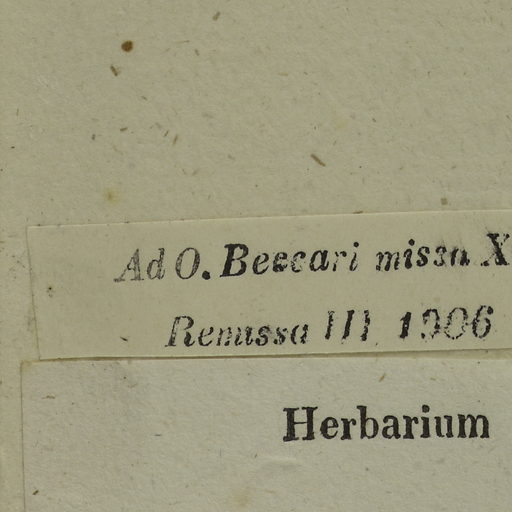 Ad O. Beccari missa X
Remissa III 1906
Herbarium